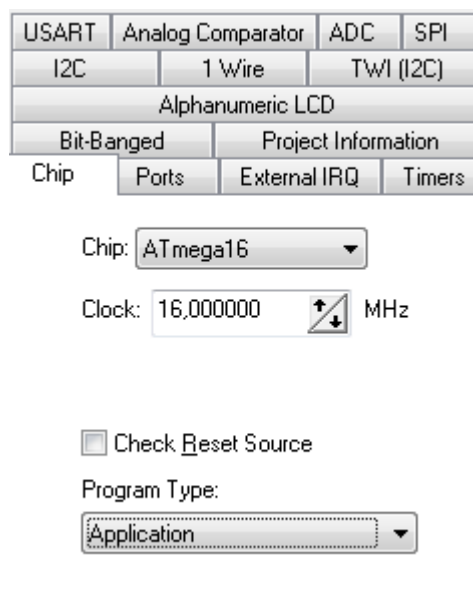 USART Analog Comparator ADC SPI
I2C 1 Wire TWI (I2C)
Alphanumeric LCD
Bit-Banged Project Information
Chip Ports External IRQ Timers
Chip: ATmega16
Clock: 16,000000 MHz
Check Reset Source
Program Type:
Application